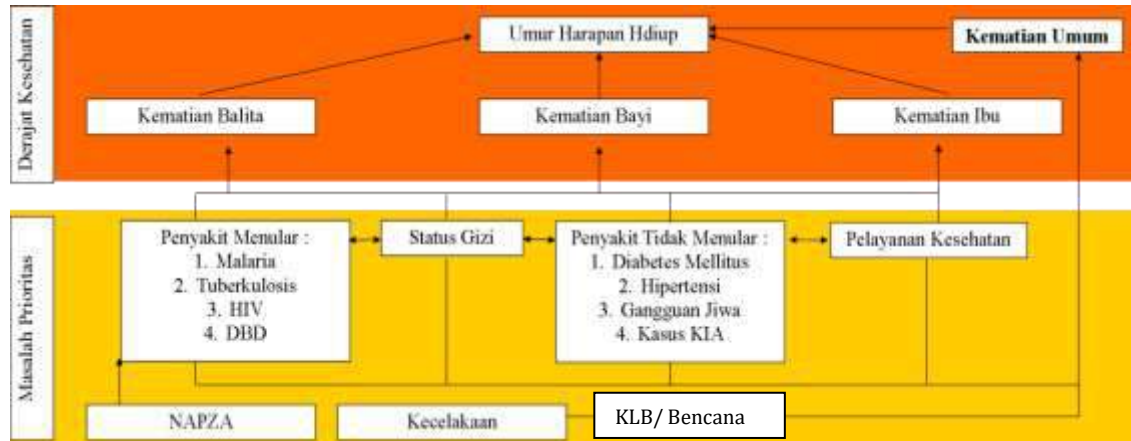 Derajat Kesehatan
Umur Harapan Hdiup
Kematian Umum
Kematian Balita
Kematian Bayi
Kematian Ibu
Masalah Prioritas
Penyakit Menular :
1. Malaria
2. Tuberkulosis
3. HIV
4. DBD
Status Gizi
Penyakit Tidak Menular :
1. Diabetes Mellitus
2. Hipertensi
3. Gangguan Jiwa
4. Kasus KIA
Pelayanan Kesehatan
NAPZA
Kecelakaan
KLB/ Bencana